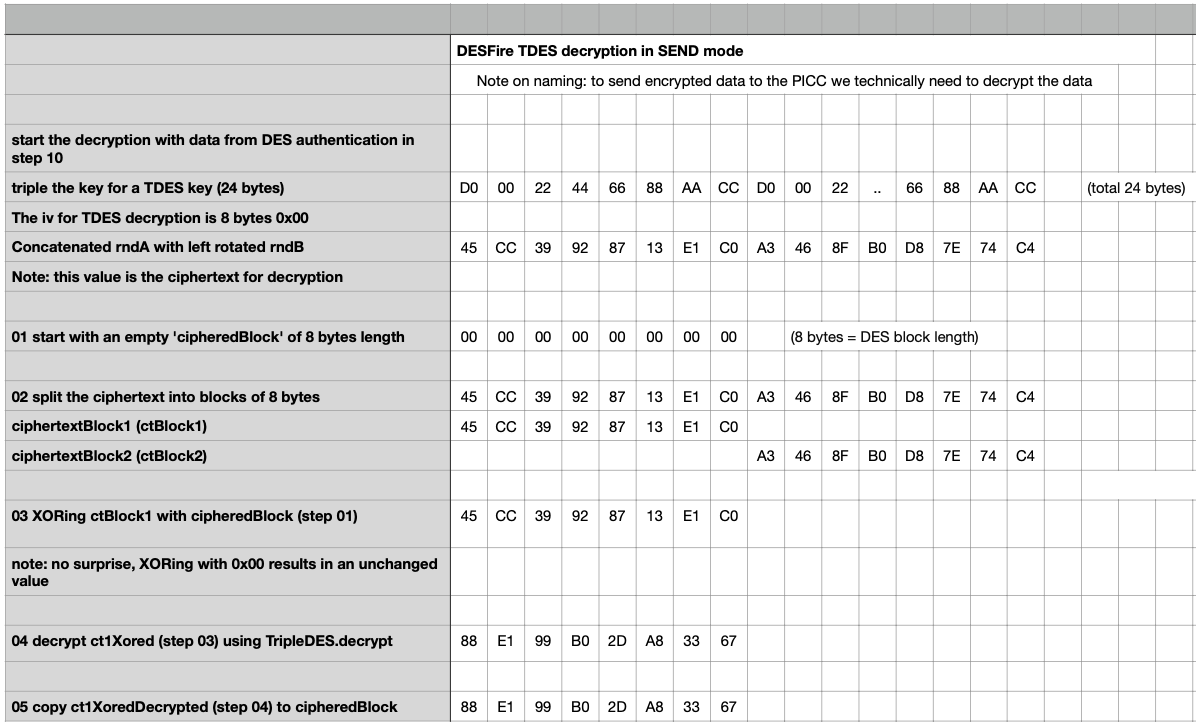 DESFire TDES decryption in SEND mode
Note on naming: to send encrypted data to the PICC we technically need to decrypt the data
start the decryption with data from DES authentication in
step 10
triple the key for a TDES key (24 bytes) D0 00 22 44 66 88 AA CC D0 00 22 .. 66 88 AA CC (total 24 bytes)
The iv for TDES decryption is 8 bytes 0x00
Concatenated rndA with left rotated rndB 45 CC 39 92 87 13 E1 C0 A3 46 8F B0 D8 7E 74 C4
Note: this value is the ciphertext for decryption
01 start with an empty 'cipheredBlock' of 8 bytes length 00 00 00 00 00 00 00 00 (8 bytes = DES block length)
02 split the ciphertext into blocks of 8 bytes 45 CC 39 92 87 13 E1 C0 A3 46 8F B0 D8 7E 74 C4
ciphertextBlock1 (ctBlock1) 45 CC 39 92 87 13 E1 C0
ciphertextBlock2 (ctBlock2) A3 46 8F B0 D8 7E 74 C4
03 XORing ctBlock1 with cipheredBlock (step 01) 45 CC 39 92 87 13 E1 C0
note: no surprise, XORing with 0x00 results in an unchanged
value
04 decrypt ct1Xored (step 03) using TripleDES.decrypt 88 E1 99 B0 2D A8 33 67
05 copy ct1XoredDecrypted (step 04) to cipheredBlock 88 E1 99 B0 2D A8 33 67